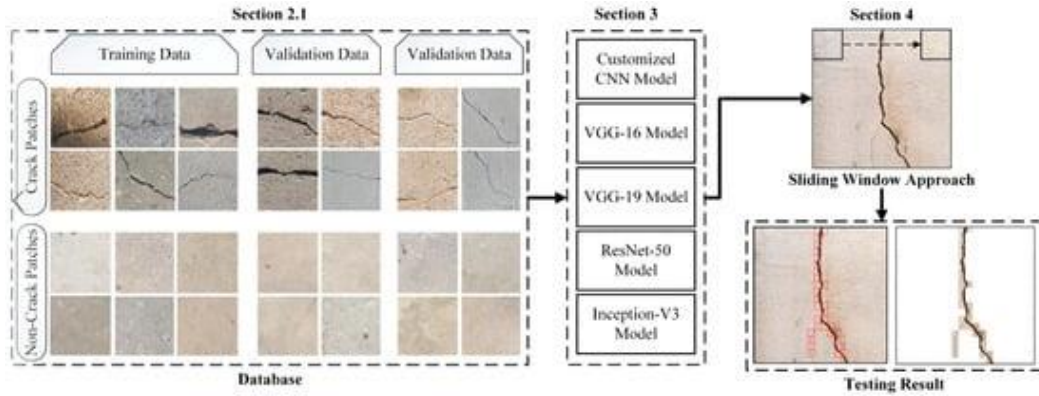 Section 2.1
Section 3
Section 4
Training Data
Validation Data
Validation Data
Crack Patches
Non-Crack Patches
Database
Customized
CNN Model
VGG-16 Model
VGG-19 Model
ResNet-50
Model
Inception-V3
Model
Sliding Window Approach
Testing Result